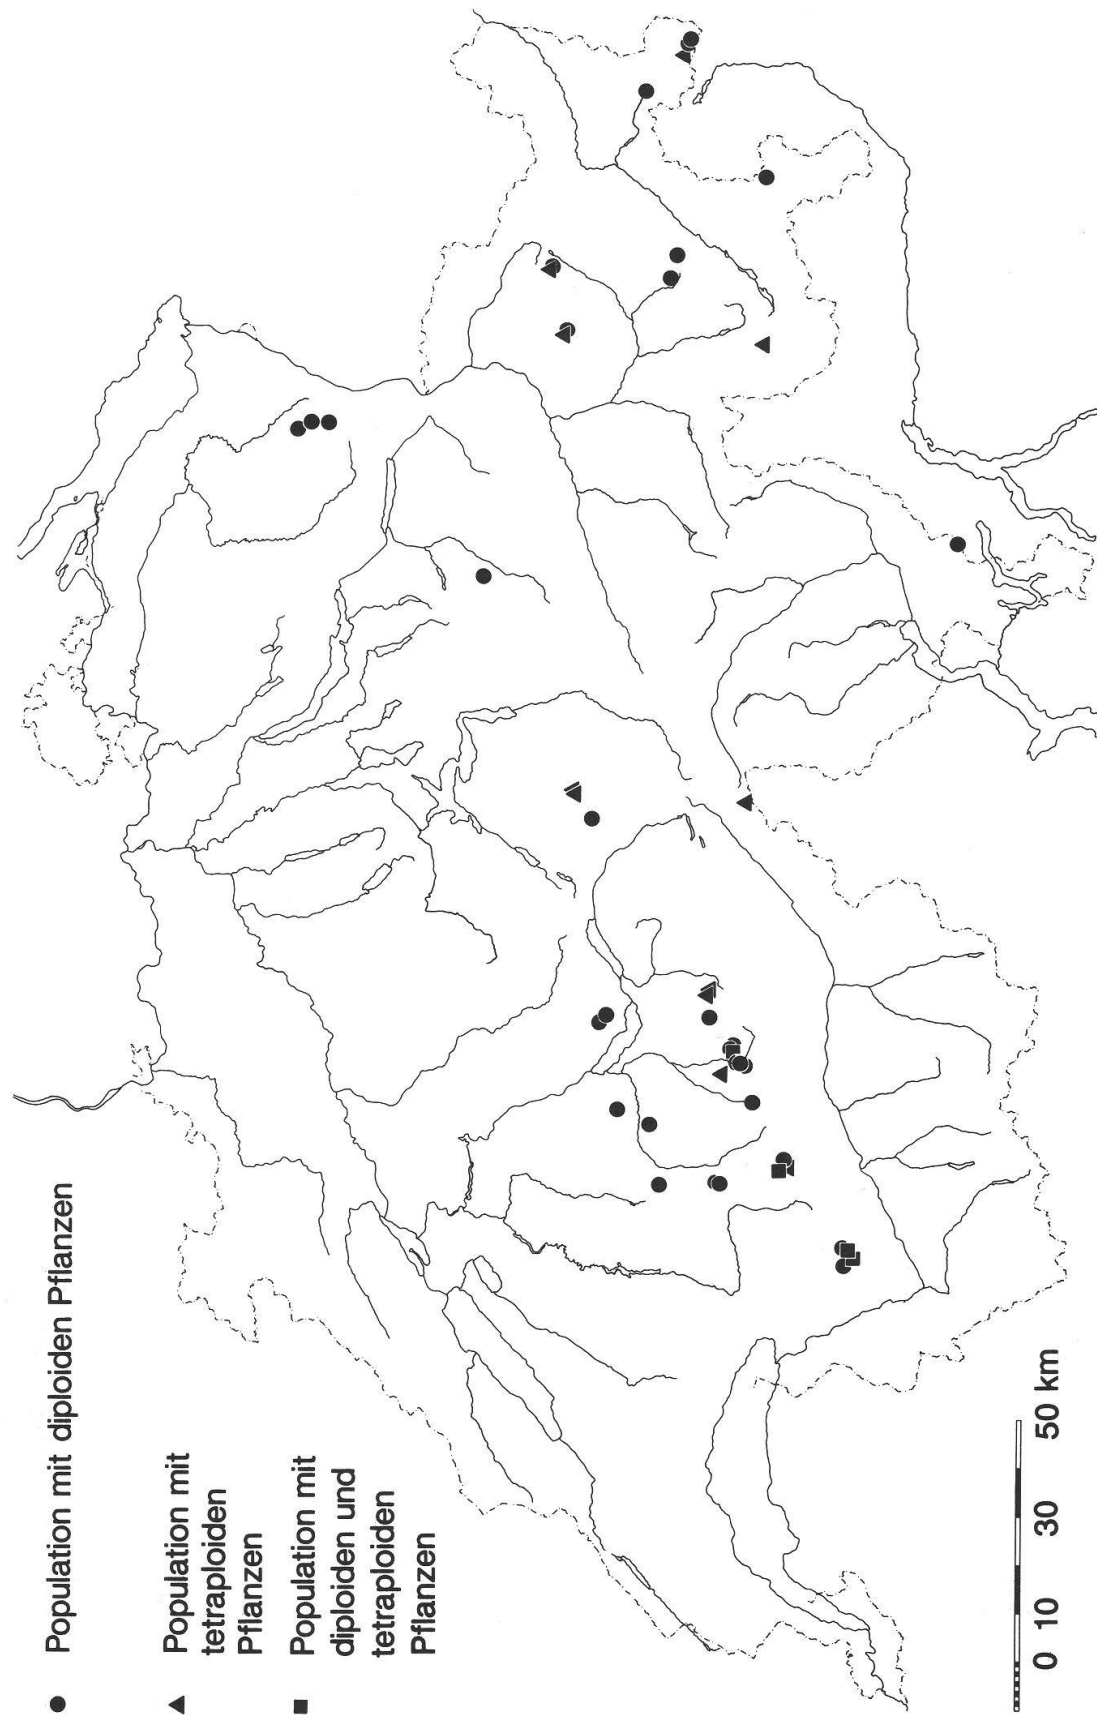 Population mit diploiden Pflanzen
Population mit
tetraploiden
Pflanzen
Population mit
diploiden und
tetraploiden
Pflanzen
0 10 30 50 km